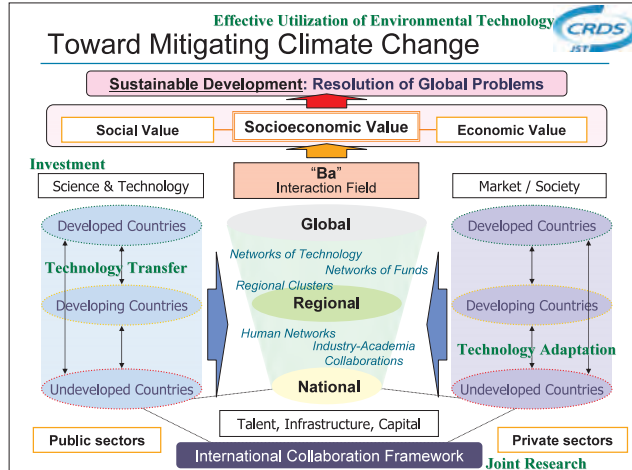 Effective Utilization of Environmental Technology
CRDS
JST
Toward Mitigating Climate Change
Sustainable Development: Resolution of Global Problems
Social Value
Socioeconomic Value
Economic Value
Investment
"Ba"
Interaction Field
Science & Technology
Market / Society
Developed Countries
Global
Developed Countries
Networks of Technology
Technology Transfer
Networks of Funds
Regional Clusters
Developing Countries
Regional
Developing Countries
Human Networks
Industry-Academia
Collaborations
Technology Adaptation
Undeveloped Countries
National
Undeveloped Countries
Talent, Infrastructure, Capital
Public sectors
Private sectors
International Collaboration Framework
Joint Research